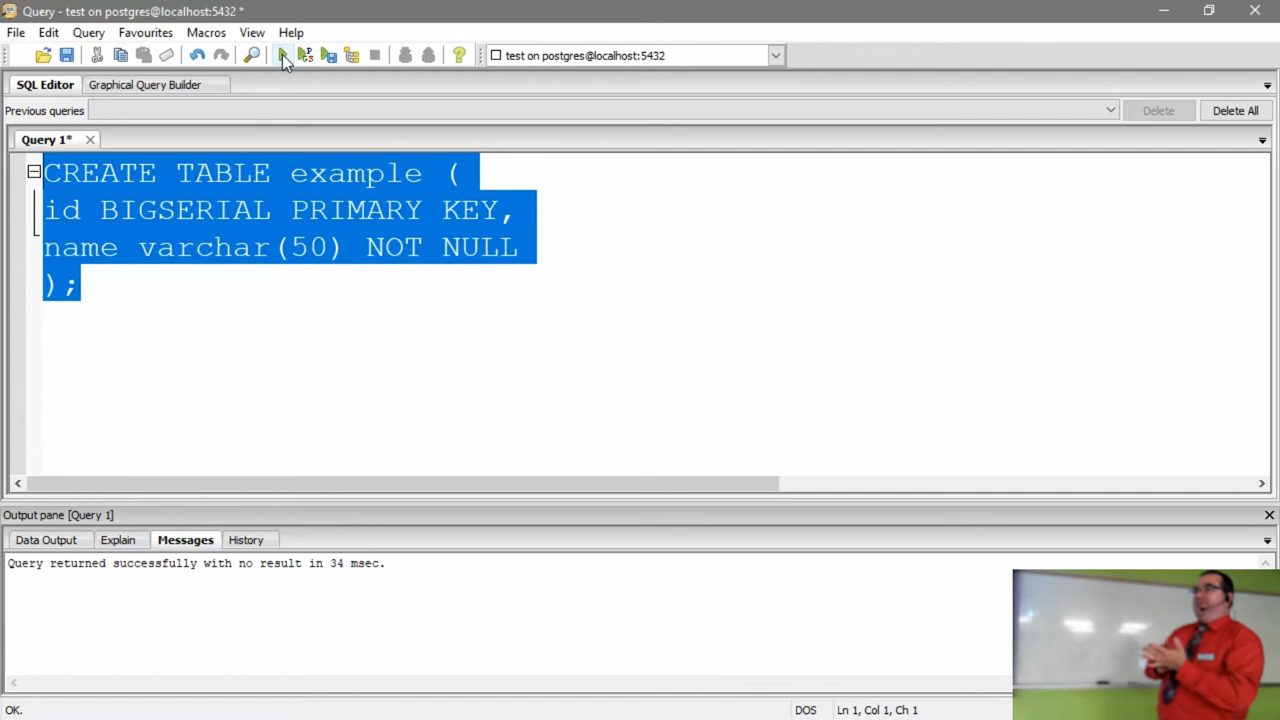 Query - test on postgres@localhost:5432 *
File Edit Query Favourites Macros View Help
test on postgres@localhost:5432
SQL Editor Graphical Query Builder
Previous queries Delete Delete All
Query 1*
CREATE TABLE example (
id BIGSERIAL PRIMARY KEY,
name varchar(50) NOT NULL
);
Output pane [Query 1]
Data Output Explain Messages History
Query returned successfully with no result in 34 msec.
OK. DOS Ln 1, Col 1, Ch 1